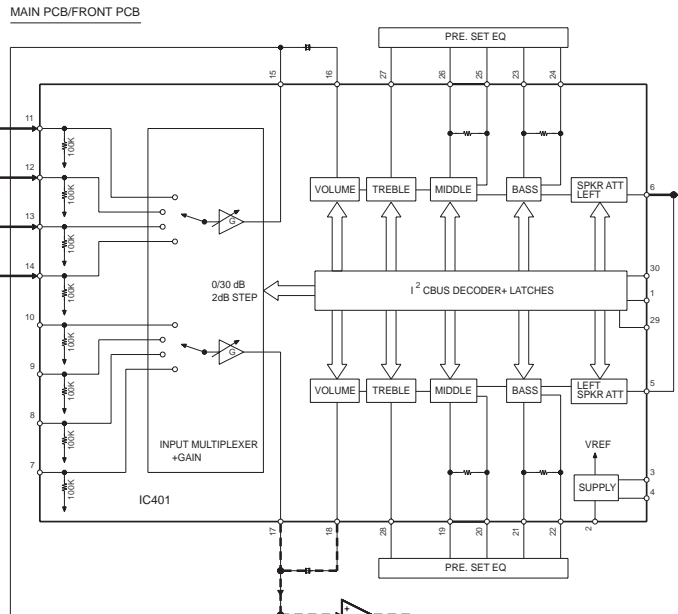 MAIN PCB/FRONT PCB
PRE. SET EQ
15
16
27
26
25
23
24
11
100K
12
100K
13
100K
14
100K
G
VOLUME
TREBLE
MIDDLE
BASS
SPKR ATT
LEFT
6
0/30 dB
2dB STEP
I 2 CBUS DECODER+ LATCHES
30
1
29
10
100K
9
100K
8
100K
7
100K
G
VOLUME
TREBLE
MIDDLE
BASS
LEFT
SPKR ATT
5
INPUT MULTIPLEXER
+GAIN
VREF
SUPPLY
3
4
IC401
17
18
28
19
20
21
22
2
PRE. SET EQ
+